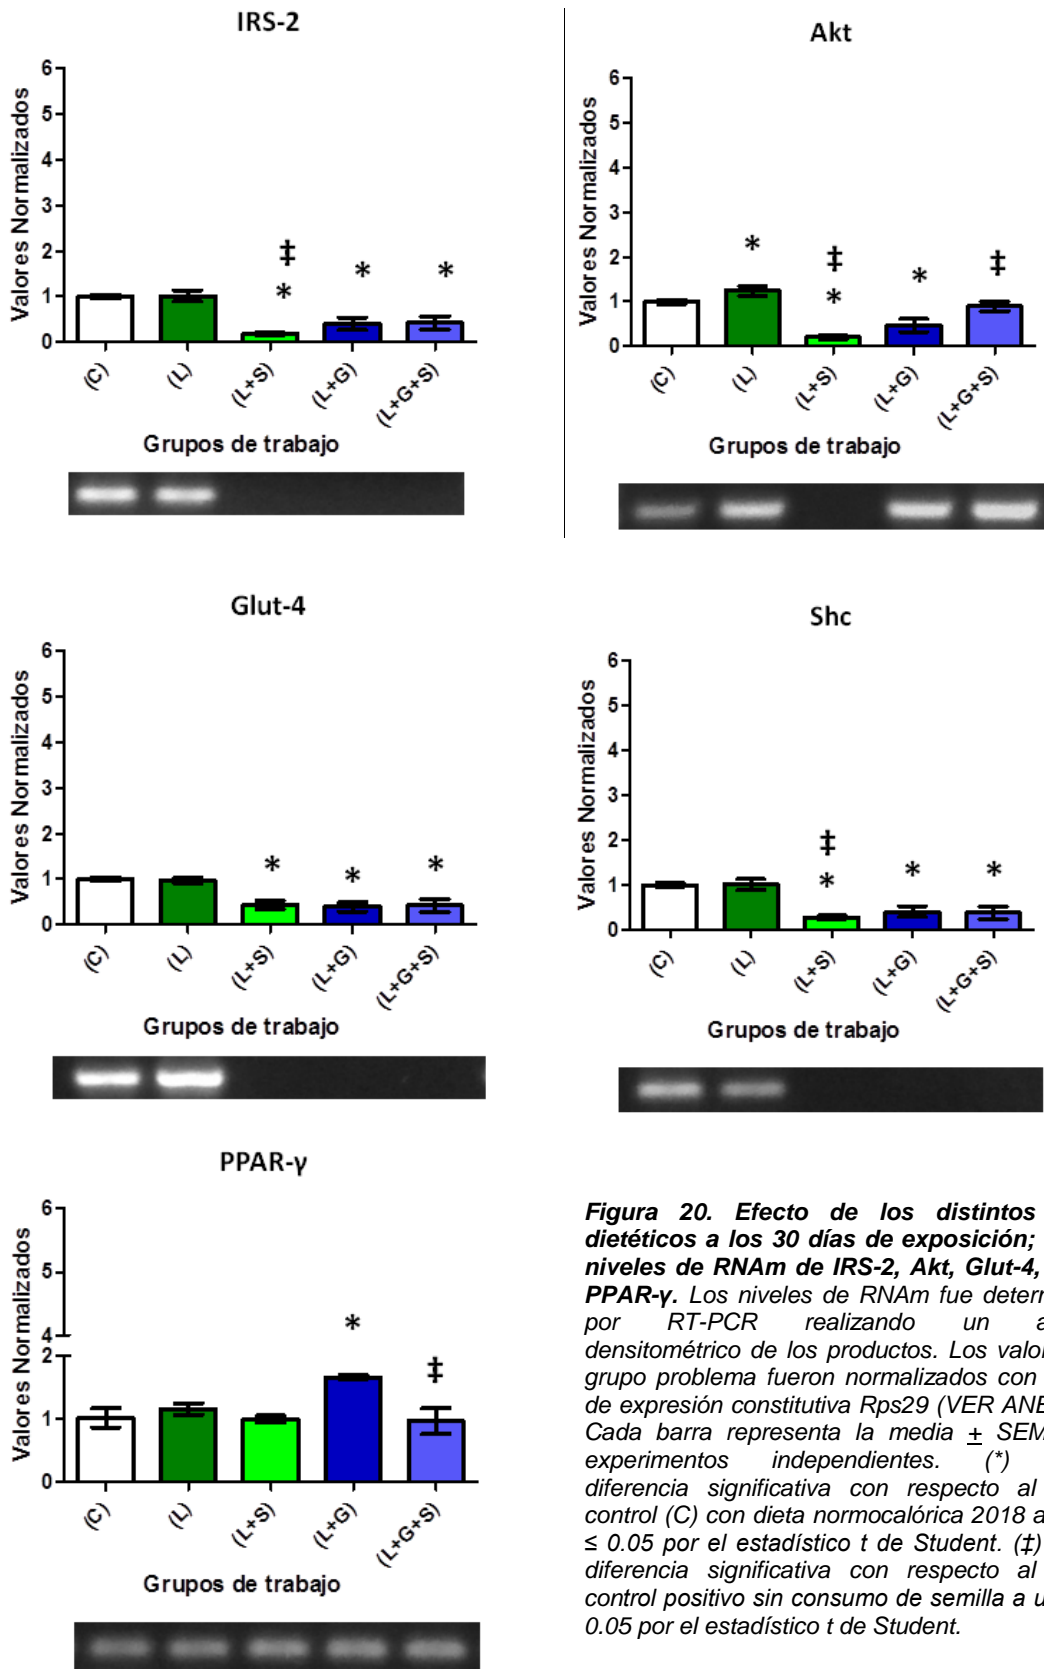 IRS-2
Valores Normalizados
6
5
4
3
2
1
0
‡
*
*
*
(C)
(L)
(L+S)
(L+G)
(L+G+S)
Grupos de trabajo
Akt
Valores Normalizados
6
5
4
3
2
1
0
*
‡
*
*
‡
(C)
(L)
(L+S)
(L+G)
(L+G+S)
Grupos de trabajo
Glut-4
Valores Normalizados
6
5
4
3
2
1
0
*
*
*
(C)
(L)
(L+S)
(L+G)
(L+G+S)
Grupos de trabajo
Shc
Valores Normalizados
6
5
4
3
2
1
0
‡
*
*
*
(C)
(L)
(L+S)
(L+G)
(L+G+S)
Grupos de trabajo
PPAR-γ
Valores Normalizados
6
5
4
2
1
0
*
‡
(C)
(L)
(L+S)
(L+G)
(L+G+S)
Figura 20. Efecto de los distintos
dietéticos a los 30 días de exposición;
niveles de RNAm de IRS-2, Akt, Glut-4,
PPAR-γ. Los niveles de RNAm fue determ
por RT-PCR realizando un a
densitométrico de los productos. Los valor
grupo problema fueron normalizados con
de expresión constitutiva Rps29 (VER ANE
Cada barra representa la media ± SEM
experimentos independientes. (*)
diferencia significativa con respecto al
control (C) con dieta normocalórica 2018 a
≤ 0.05 por el estadístico t de Student. (‡)
diferencia significativa con respecto al
control positivo sin consumo de semilla a u
0.05 por el estadístico t de Student.